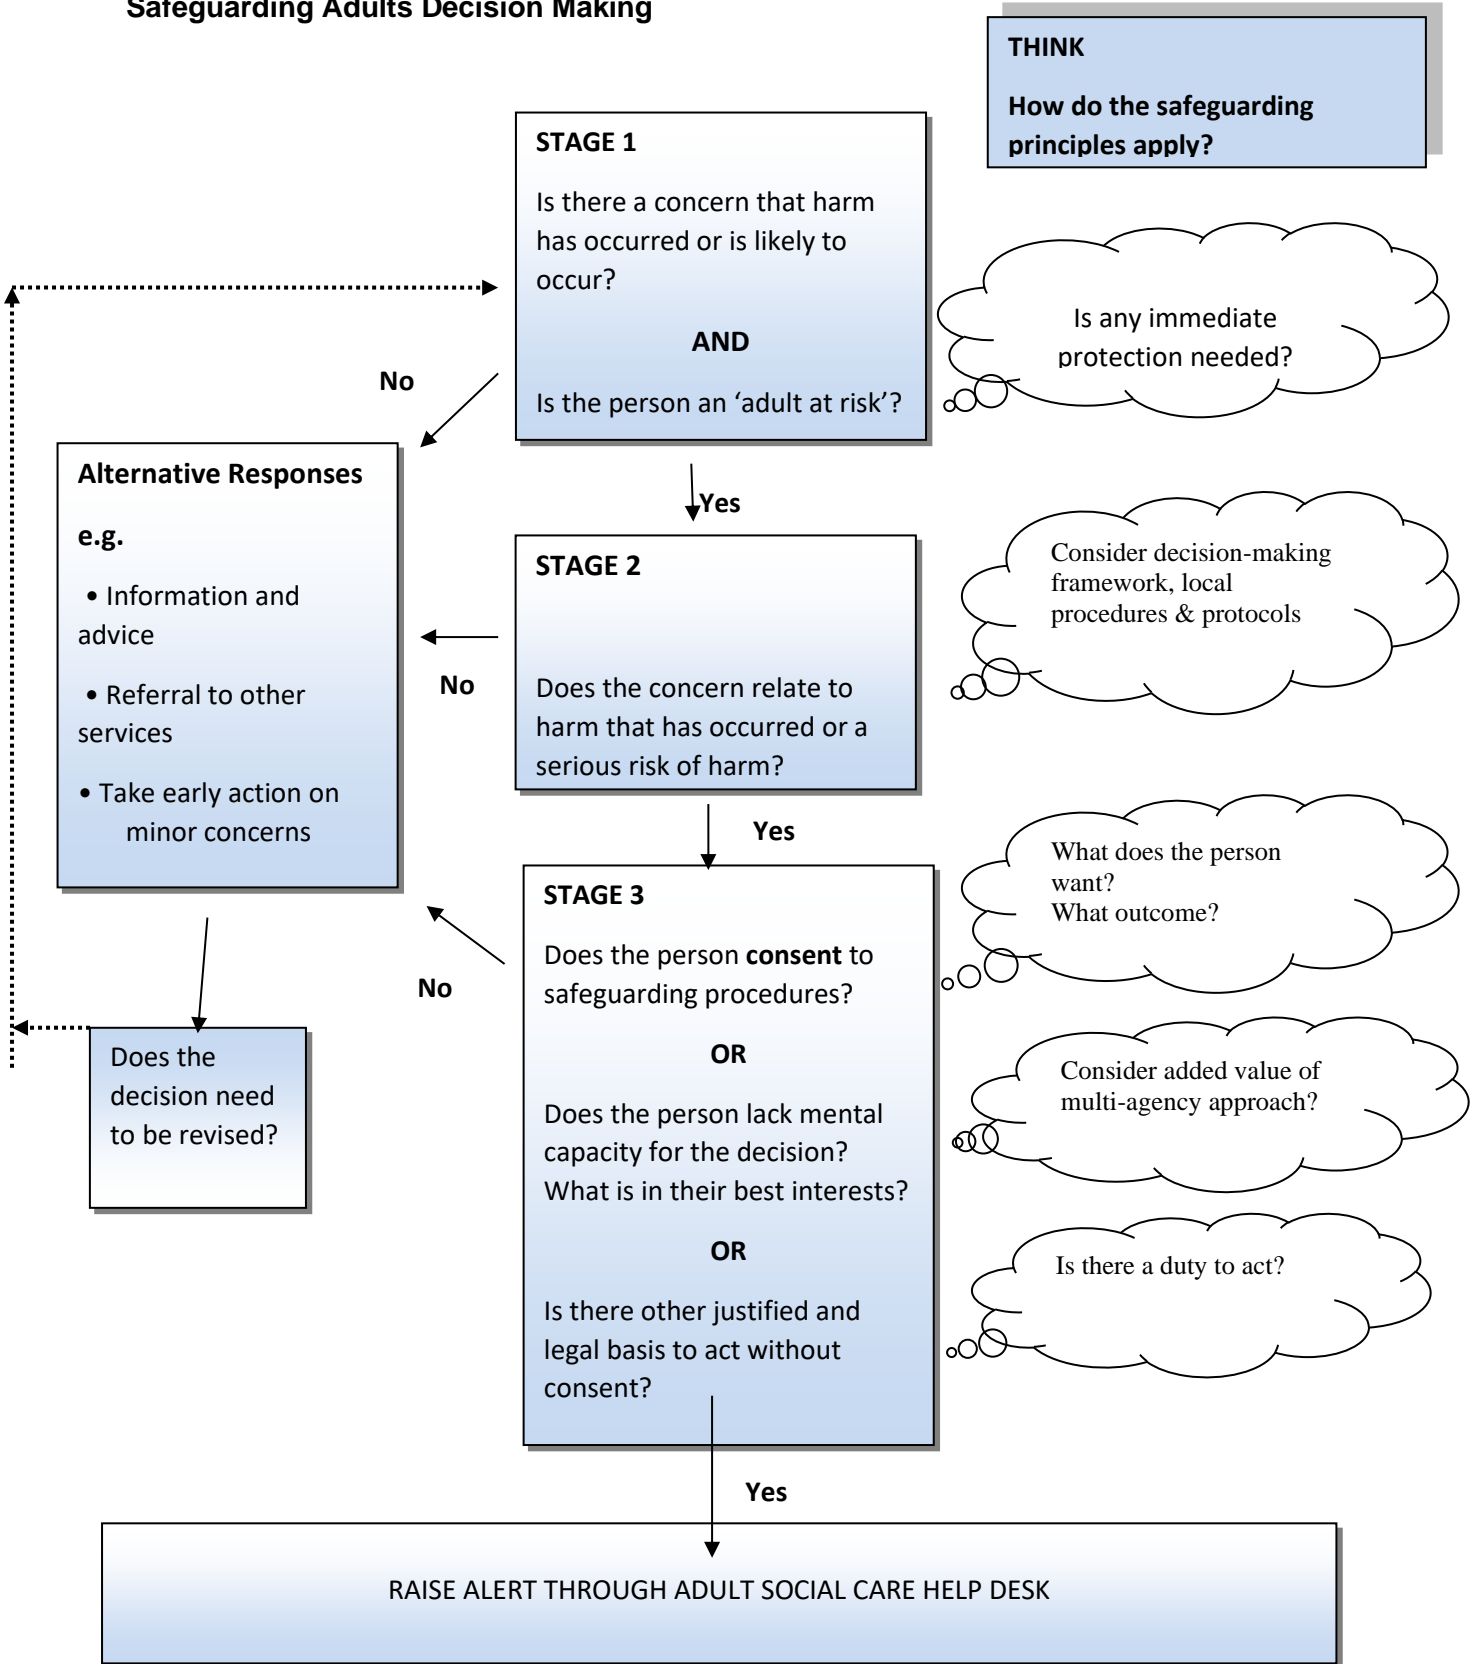 Safeguarding Adults Decision Making
THINK
How do the safeguarding
principles apply?
STAGE 1
Is there a concern that harm
has occurred or is likely to
occur?
AND
Is the person an ‘adult at risk’?
Is any immediate
protection needed?
No
Yes
Alternative Responses
e.g.
• Information and
advice
• Referral to other
services
• Take early action on
minor concerns
STAGE 2
Does the concern relate to
harm that has occurred or a
serious risk of harm?
Consider decision-making
framework, local
procedures & protocols
No
Yes
STAGE 3
Does the person consent to
safeguarding procedures?
OR
Does the person lack mental
capacity for the decision?
What is in their best interests?
OR
Is there other justified and
legal basis to act without
consent?
What does the person
want?
What outcome?
No
Does the
decision need
to be revised?
Consider added value of
multi-agency approach?
Is there a duty to act?
Yes
RAISE ALERT THROUGH ADULT SOCIAL CARE HELP DESK